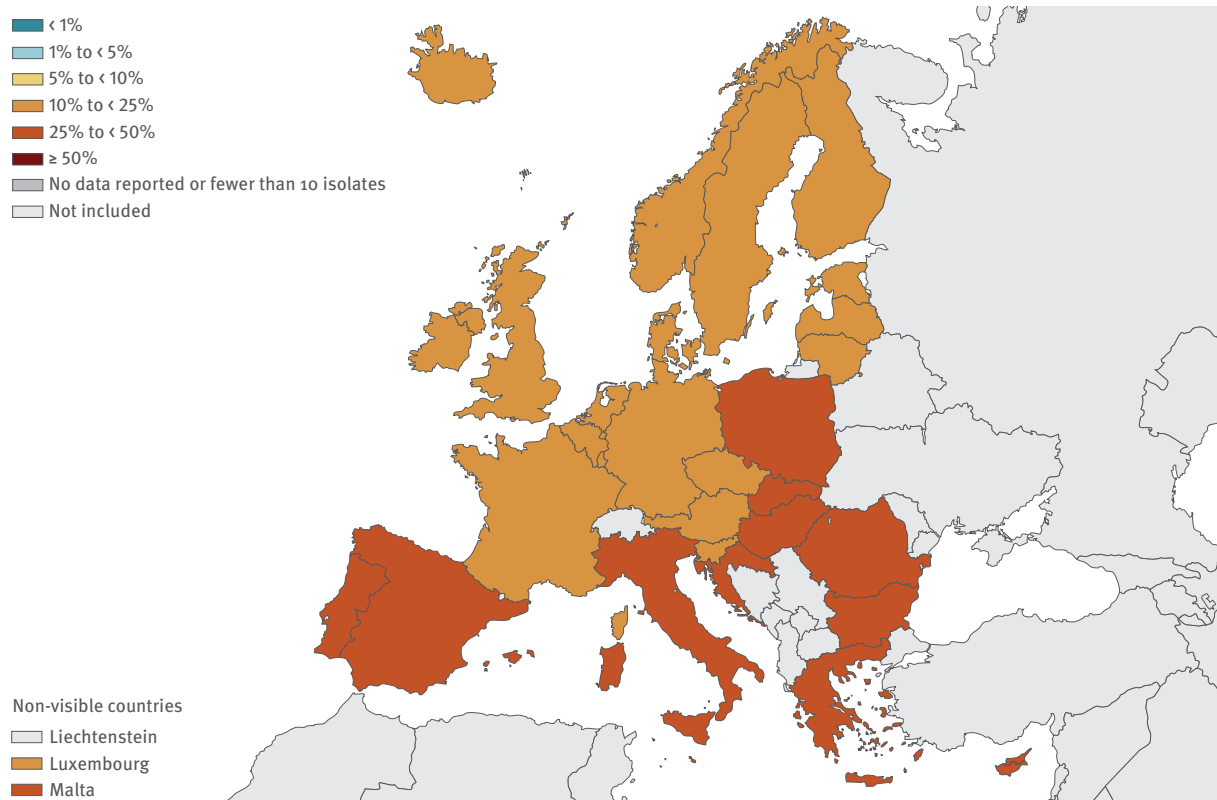 < 1%
1% to < 5%
5% to < 10%
10% to < 25%
25% to < 50%
≥ 50%
No data reported or fewer than 10 isolates
Not included
Non-visible countries
Liechtenstein
Luxembourg
Malta